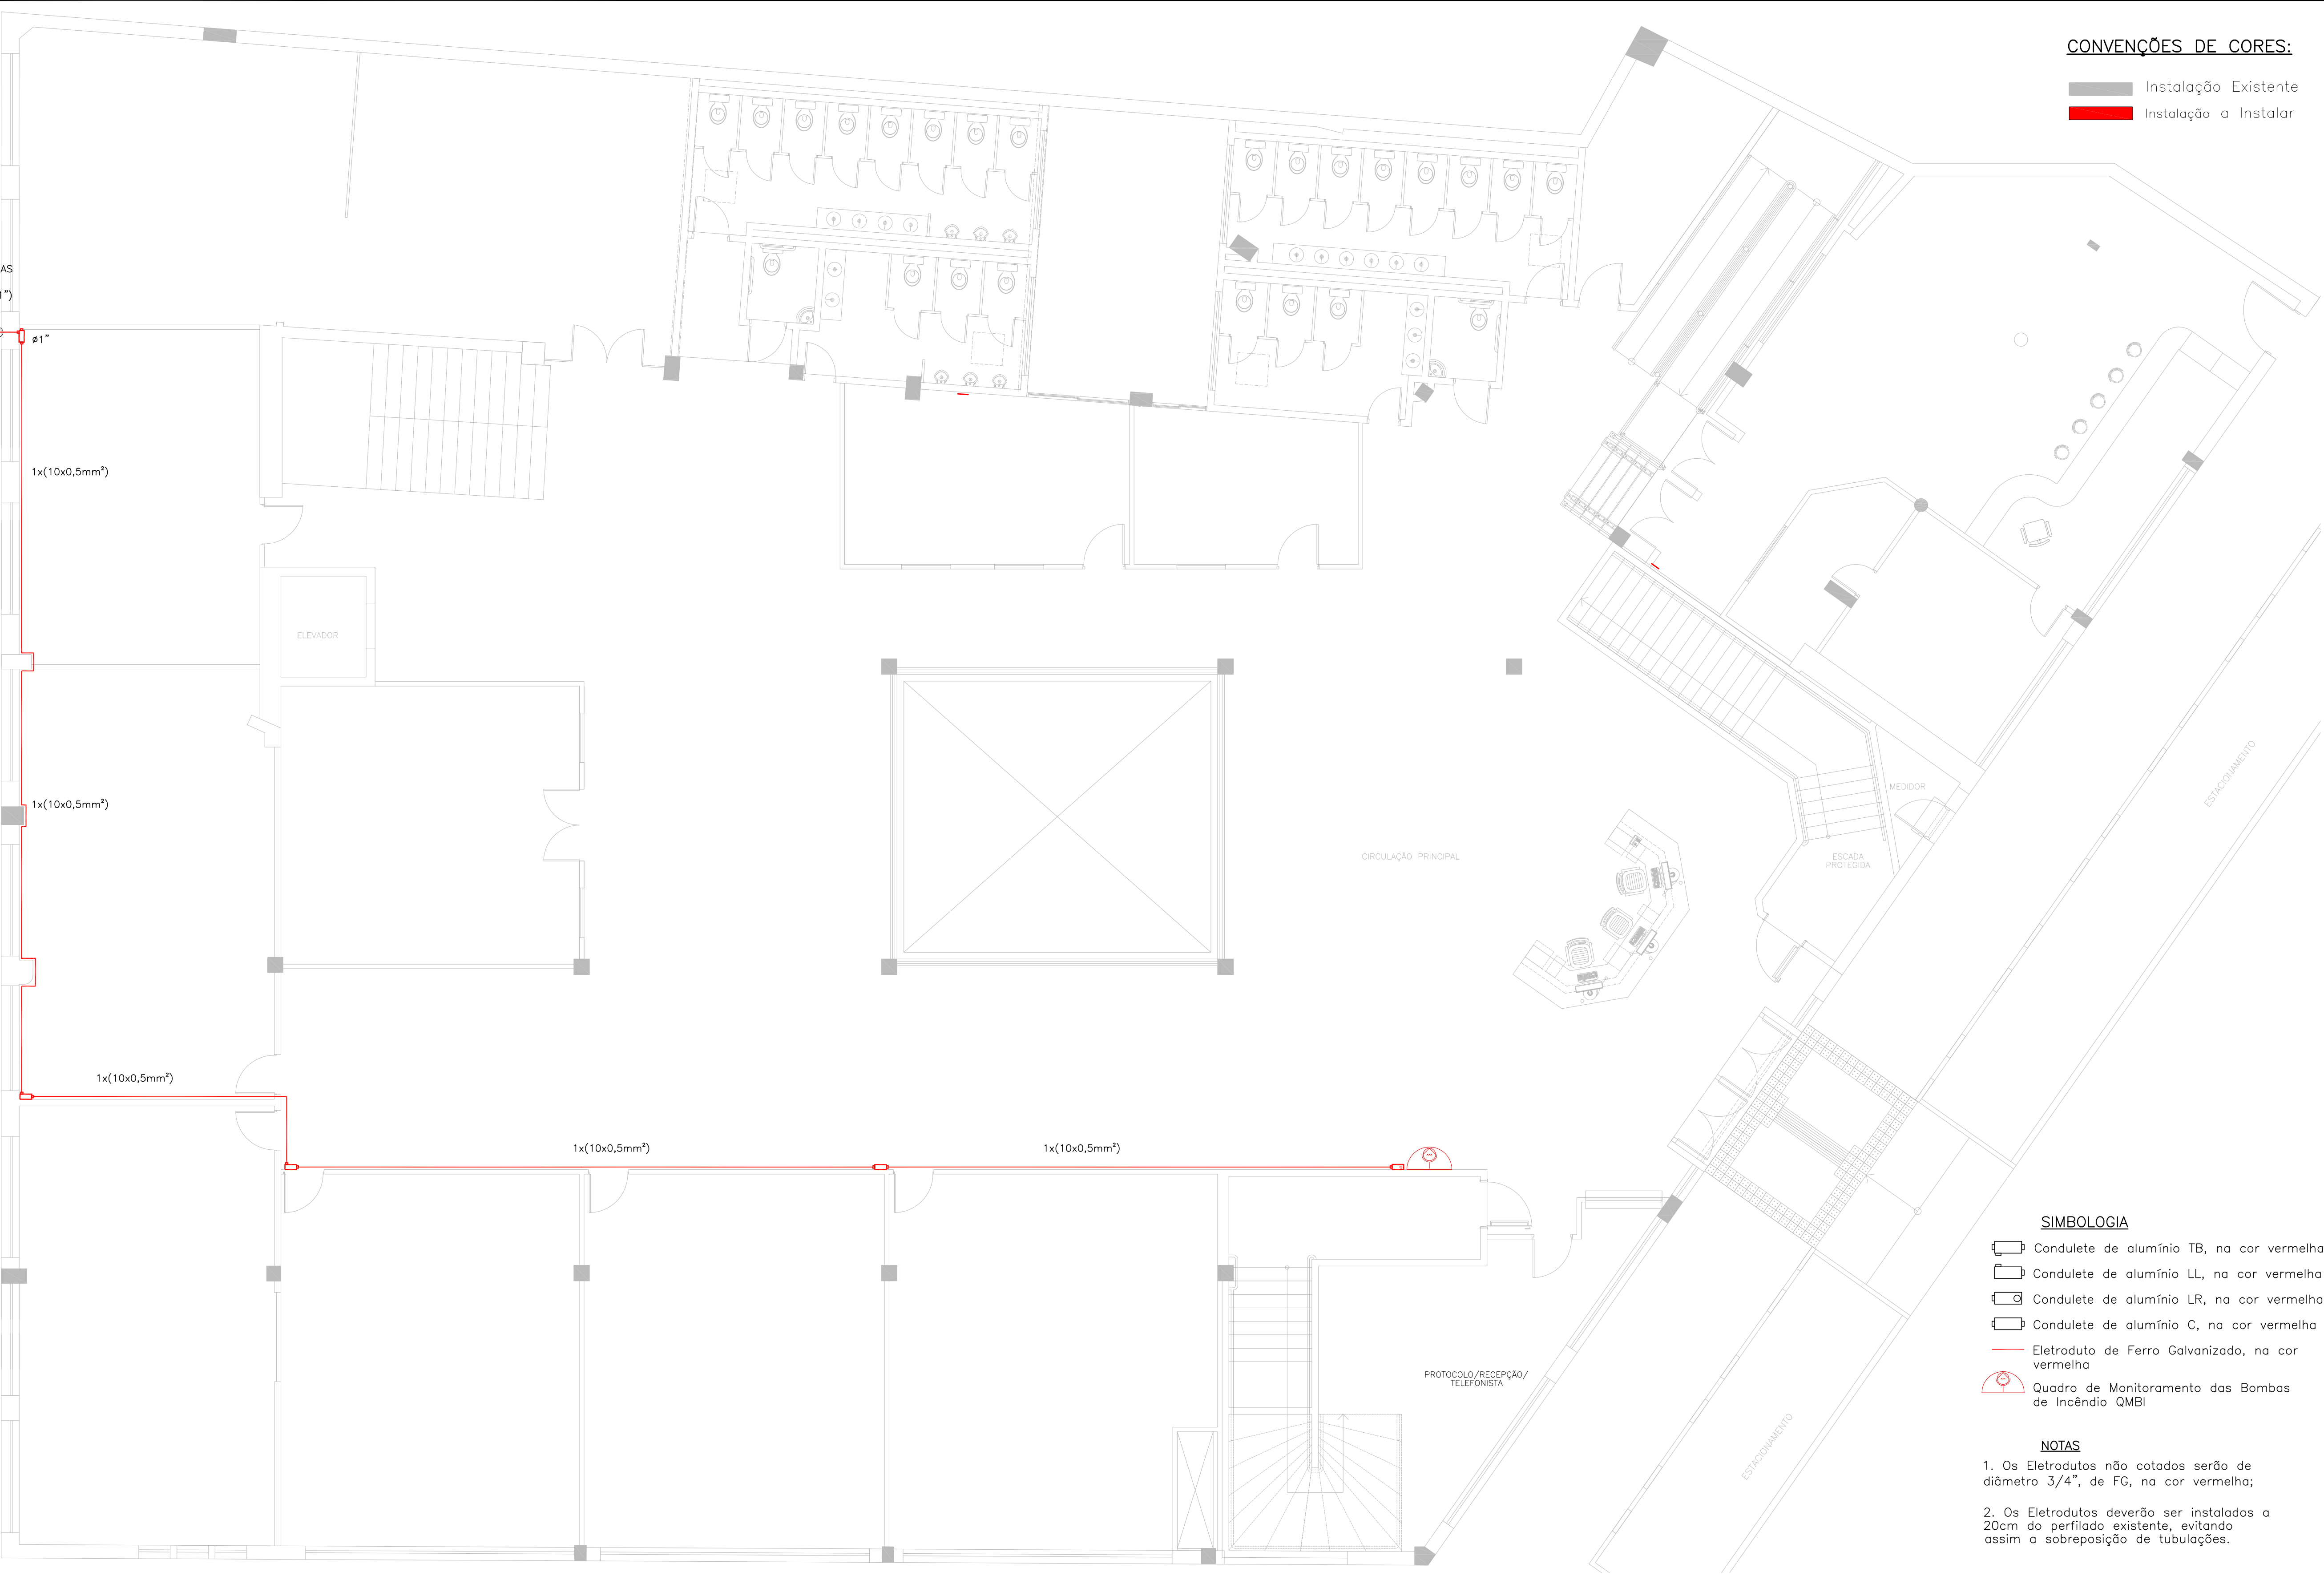 CONVENÇÕES DE CORES:
Instalação Existente
Instalação a Instalar
AS
1")
ø1"
1x(10x0,5mm²)
ELEVADOR
1x(10x0,5mm²)
1x(10x0,5mm²)
1x(10x0,5mm²)
1x(10x0,5mm²)
CIRCULAÇÃO PRINCIPAL
MEDIDOR
ESCADA
PROTEGIDA
ESTACIONAMENTO
PROTOCOLO/RECEPÇÃO/
TELEFONISTA
ESTACIONAMENTO
SIMBOLOGIA
Condulete de alumínio TB, na cor vermelha
Condulete de alumínio LL, na cor vermelha
Condulete de alumínio LR, na cor vermelha
Condulete de alumínio C, na cor vermelha
Eletroduto de Ferro Galvanizado, na cor
vermelha
Quadro de Monitoramento das Bombas
de Incêndio QMBI
NOTAS
1. Os Eletrodutos não cotados serão de
diâmetro 3/4", de FG, na cor vermelha;
2. Os Eletrodutos deverão ser instalados a
20cm do perfilado existente, evitando
assim a sobreposição de tubulações.